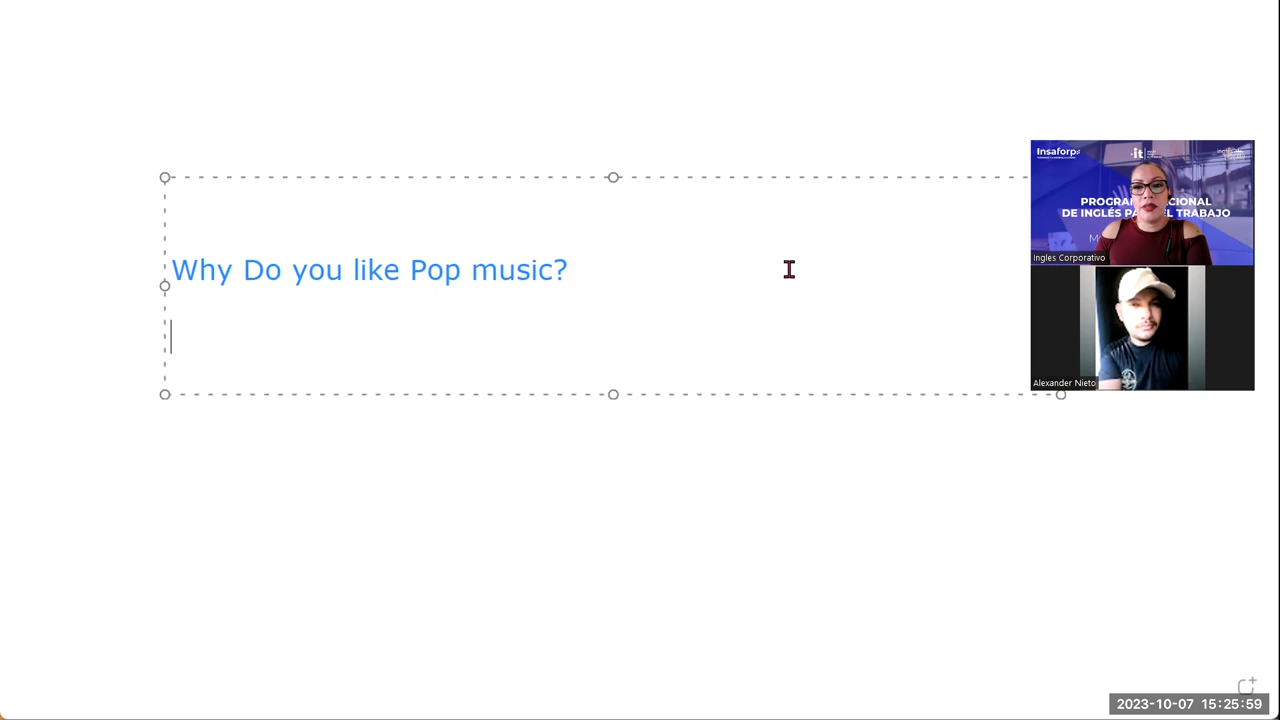 Why Do you like Pop music?
Insaforp
it
PROGRAMA NACIONAL
DE INGLÉS PARA EL TRABAJO
Ingles Corporativo
Alexander Nieto
2023-10-07 15:25:59